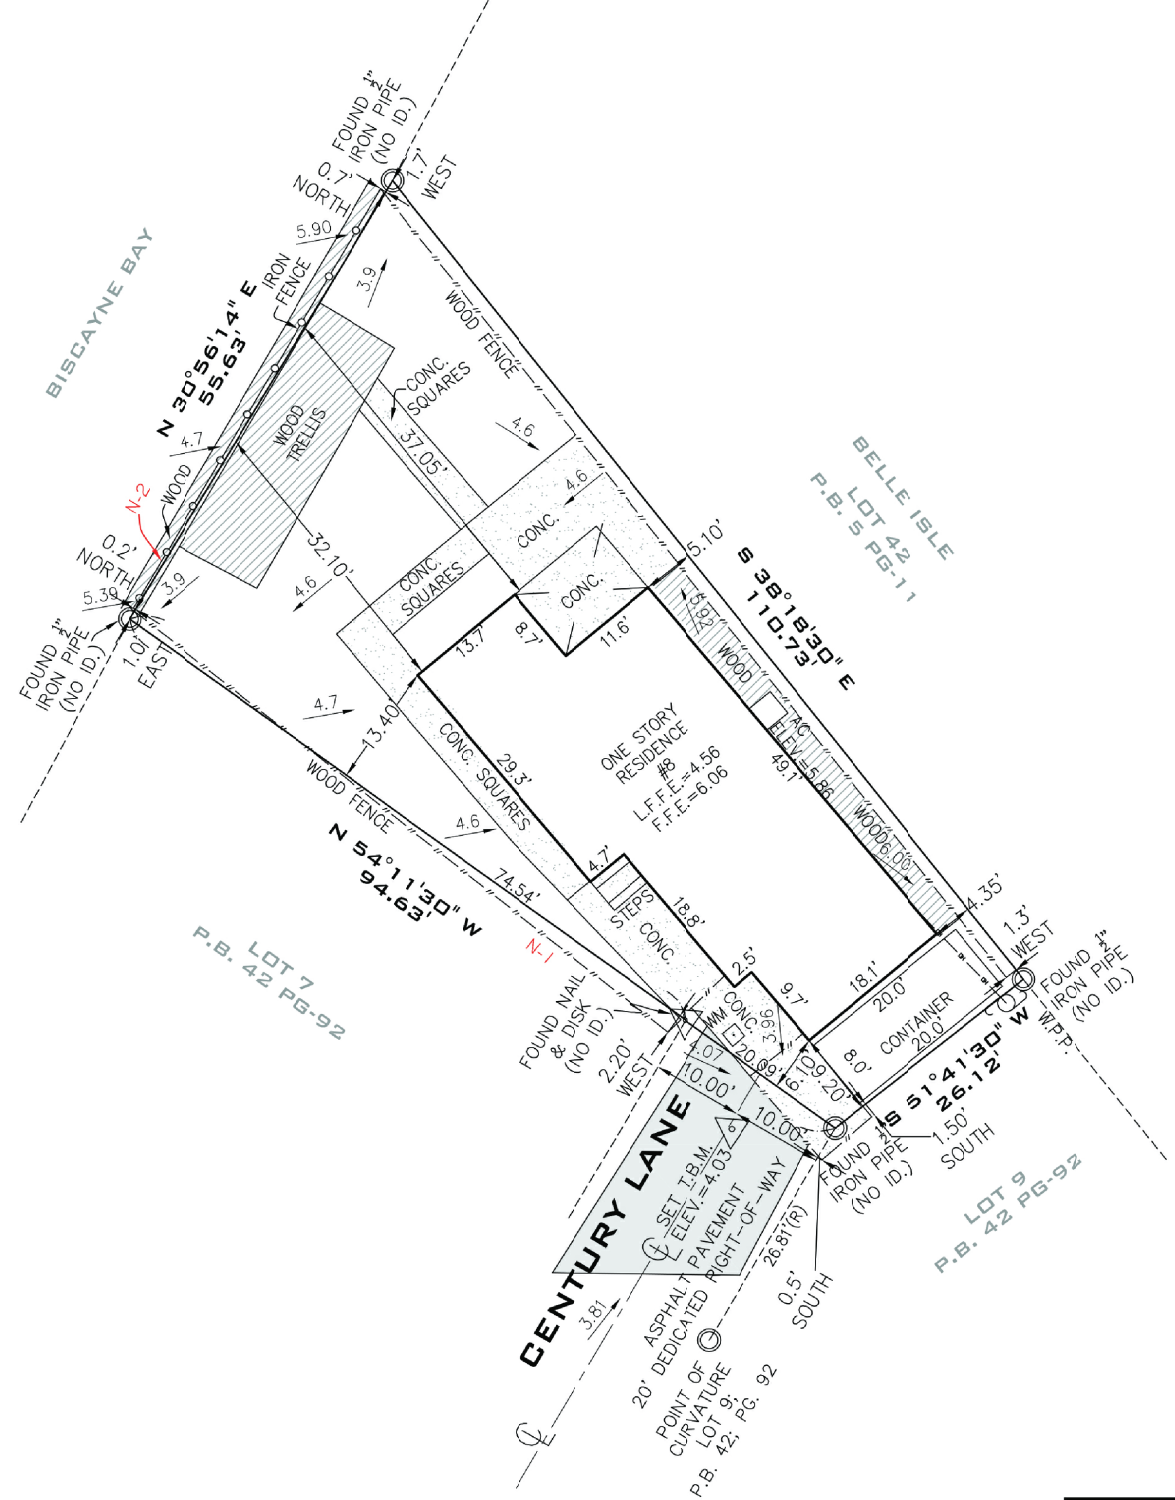 FOUND ½"
IRON PIPE
(NO ID.)
0.7'
NORTH
1.7'
WEST
5.90
IRON
FENCE
3.9
BISCAYNE BAY
N 30°56'14" E
55.63'
WOOD FENCE
CONC.
SQUARES
WOOD
TRELLIS
37.05'
4.6
4.7
WOOD
N-2
0.2'
NORTH
5.39
3.9
FOUND ½"
IRON PIPE
(NO ID.)
1.0'
EAST
32.10'
4.6
CONC.
SQUARES
CONC.
4.6
CONC.
13.7'
8.7'
11.6'
5.10'
5.92
BELLE ISLE
LOT 42
P.B. 5 PG-11
S 38°18'30" E
110.73'
WOOD
AC
ELEV.=5.86
49.1'
WOOD
6.00
ONE STORY
RESIDENCE
#8
L.F.F.E.=4.56
F.F.E.=6.06
4.7
13.40'
WOOD FENCE
CONC. SQUARES
29.3'
4.6
N 54°11'30" W
94.63'
74.54'
N-1
LOT 7
P.B. 42 PG-92
4.7'
STEPS
CONC.
18.8'
2.5'
9.7'
18.1'
4.35'
1.3'
WEST
FOUND ½"
IRON PIPE
(NO ID.)
W.P.P.
20.0'
CONTAINER
20.0'
8.0'
S 51°41'30" W
26.12'
FOUND NAIL
& DISK
(NO ID.)
2.20'
WEST
CONC.
WM
3.96
4.07
20.09'
109.20'
10.00'
10.00'
1.50'
SOUTH
FOUND ½"
IRON PIPE
(NO ID.)
LOT 9
P.B. 42 PG-92
CENTURY LANE
6
SET T.B.M.
ELEV.=4.03
ASPHALT PAVEMENT
20' DEDICATED RIGHT-OF-WAY
26.81'(R)
0.5'
SOUTH
3.81
POINT OF
CURVATURE
LOT 9;
P.B. 42; PG. 92